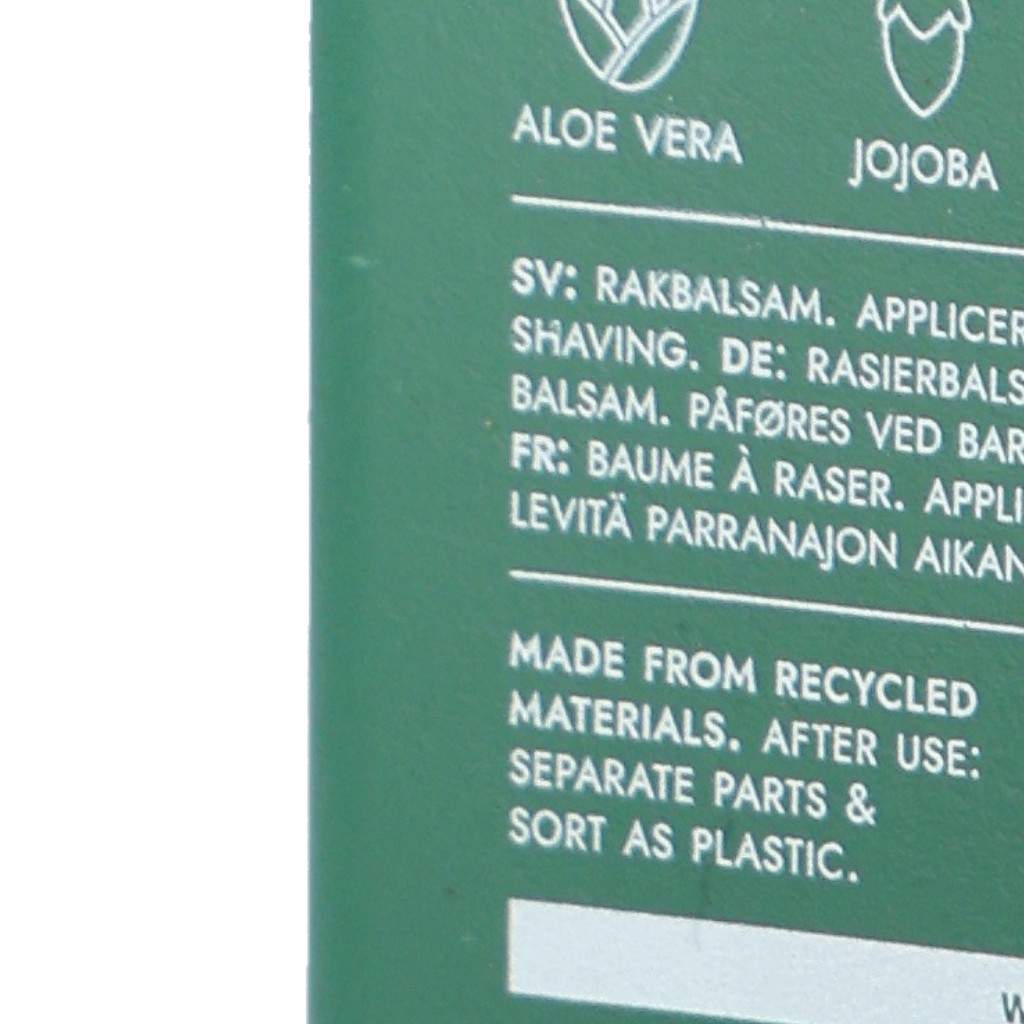 ALOE VERA
JOJOBA
SV: RAKBALSAM. APPLICER
SHAVING. DE: RASIERBALS
BALSAM. PÅFØRES VED BAR
FR: BAUME À RASER. APPLI
LEVITÄ PARRANAJON AIKAN
MADE FROM RECYCLED
MATERIALS. AFTER USE:
SEPARATE PARTS &
SORT AS PLASTIC.
W